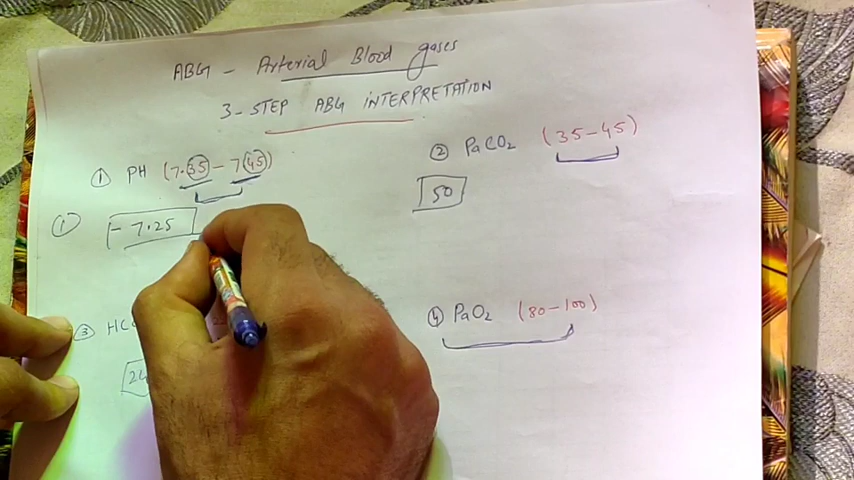 ABG - Arterial Blood gases
3-STEP ABG INTERPRETATION
① PH (7.35 - 7.45)
② PaCO2 (35-45)
① - 7.25
50
③
④ PaO2 (80-100)